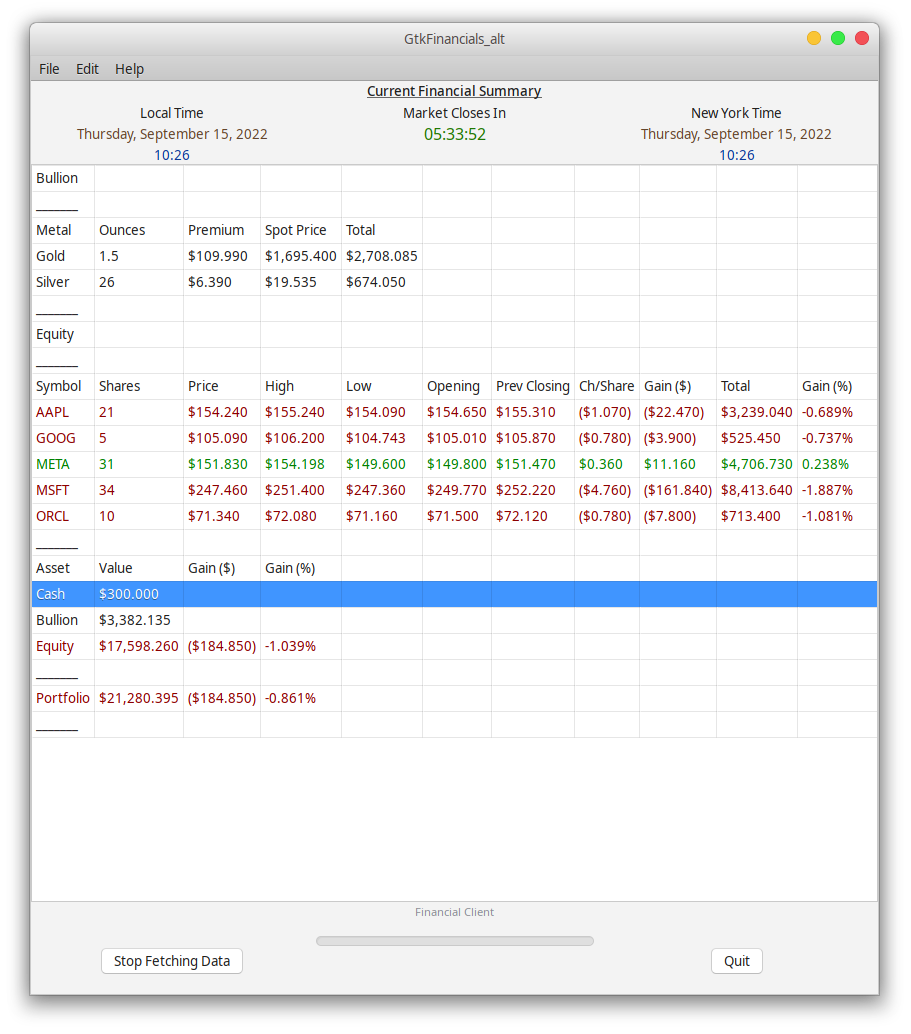 GtkFinancials_alt
File Edit Help
Current Financial Summary
Local Time Market Closes In New York Time
Thursday, September 15, 2022 05:33:52 Thursday, September 15, 2022
10:26 10:26
Bullion
_______
Metal Ounces Premium Spot Price Total
Gold 1.5 $109.990 $1,695.400 $2,708.085
Silver 26 $6.390 $19.535 $674.050
_______
Equity
_______
Symbol Shares Price High Low Opening Prev Closing Ch/Share Gain ($) Total Gain (%)
AAPL 21 $154.240 $155.240 $154.090 $154.650 $155.310 ($1.070) ($22.470) $3,239.040 -0.689%
GOOG 5 $105.090 $106.200 $104.743 $105.010 $105.870 ($0.780) ($3.900) $525.450 -0.737%
META 31 $151.830 $154.198 $149.600 $149.800 $151.470 $0.360 $11.160 $4,706.730 0.238%
MSFT 34 $247.460 $251.400 $247.360 $249.770 $252.220 ($4.760) ($161.840) $8,413.640 -1.887%
ORCL 10 $71.340 $72.080 $71.160 $71.500 $72.120 ($0.780) ($7.800) $713.400 -1.081%
_______
Asset Value Gain ($) Gain (%)
Cash $300.000
Bullion $3,382.135
Equity $17,598.260 ($184.850) -1.039%
_______
Portfolio $21,280.395 ($184.850) -0.861%
_______
Financial Client
Stop Fetching Data Quit